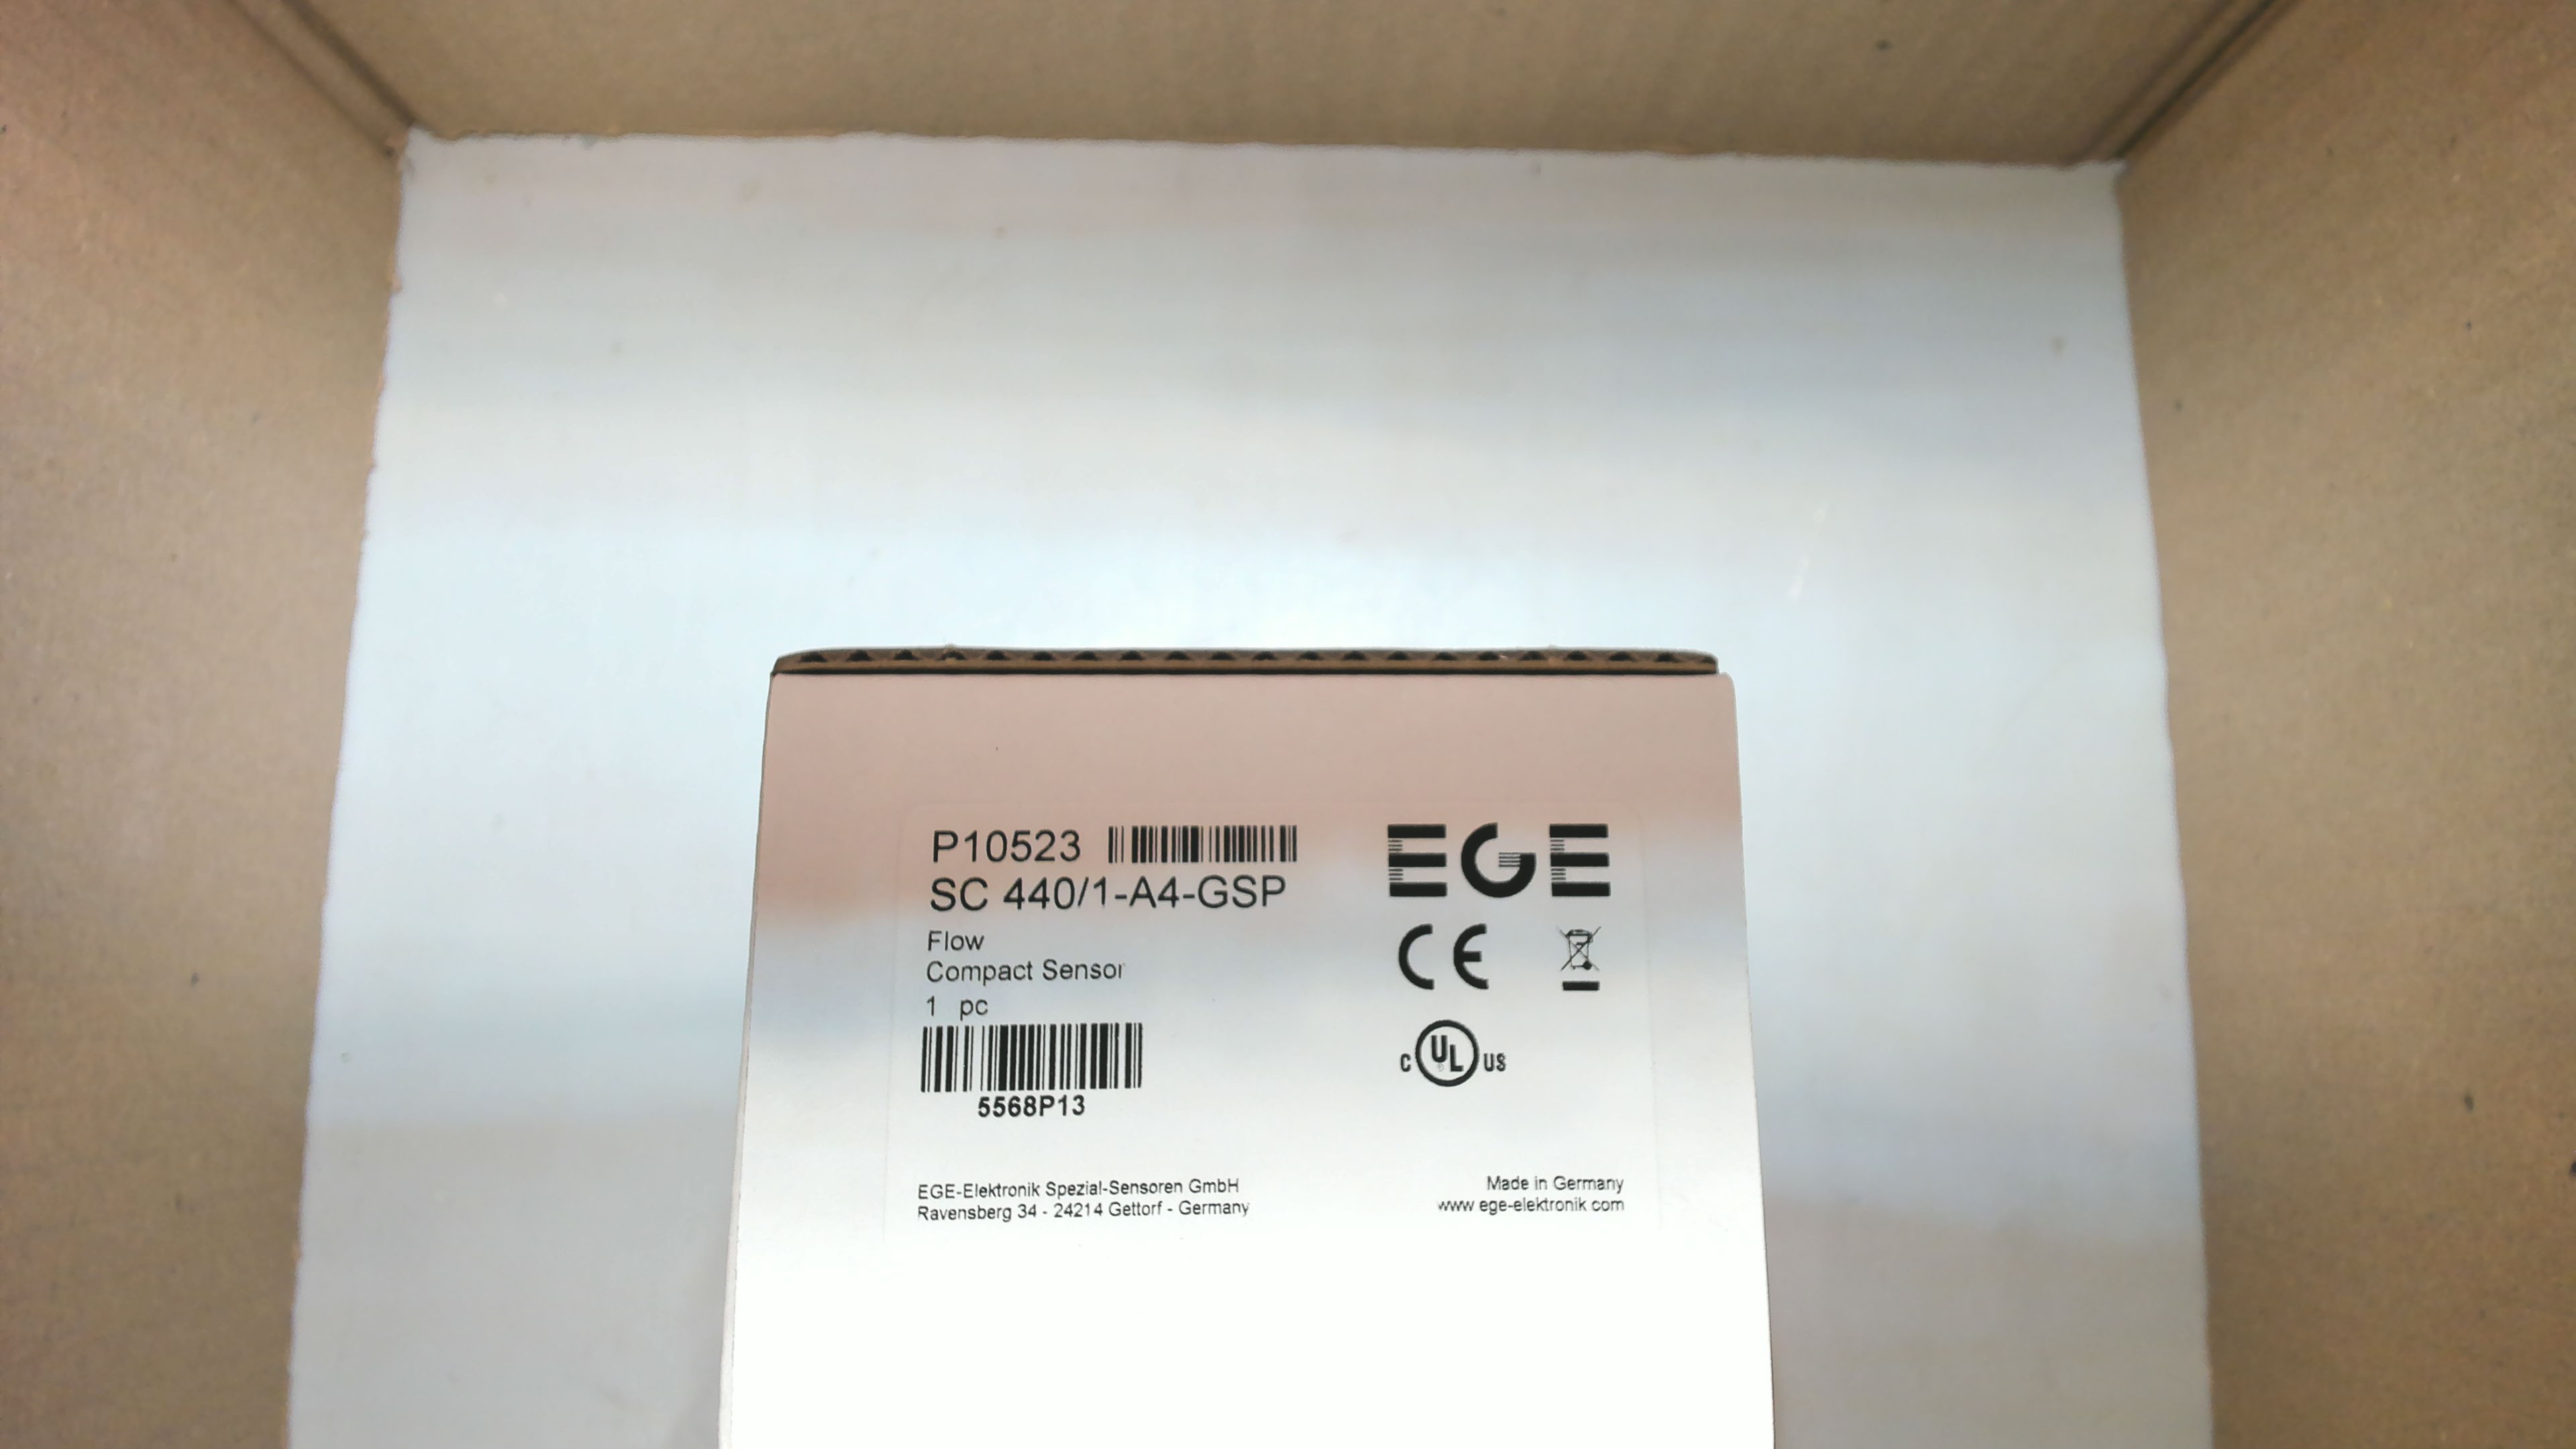 P10523
SC 440/1-A4-GSP
Flow
Compact Sensor
1 pc
5568P13
EGE-Elektronik Spezial-Sensoren GmbH
Ravensberg 34 - 24214 Gettorf - Germany
EGE
CE
C UL US
Made in Germany
www ege-elektronik com